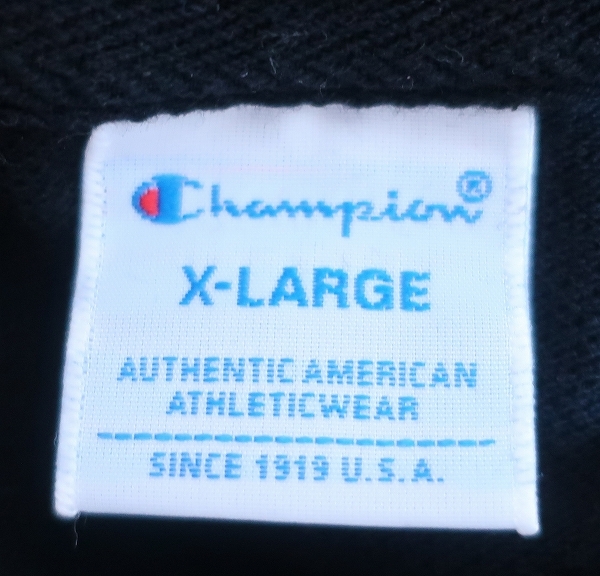 Champion®
X-LARGE
AUTHENTIC AMERICAN
ATHLETICWEAR
SINCE 1919 U.S.A.